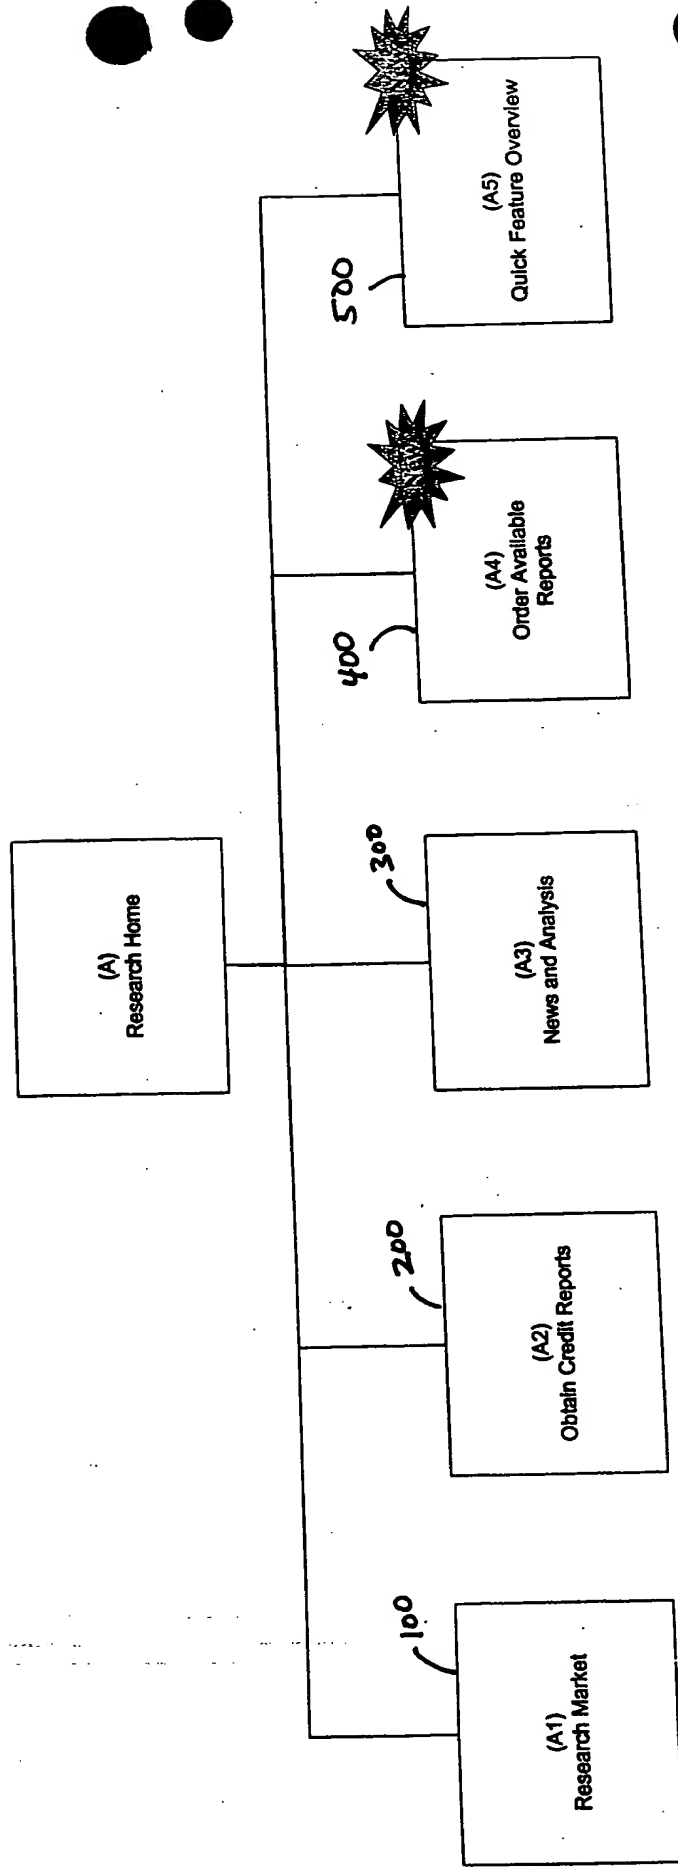 (A)
Research Home
100
(A1)
Research Market
200
(A2)
Obtain Credit Reports
300
(A3)
News and Analysis
400
New
(A4)
Order Available
Reports
500
(A5)
Quick Feature Overview